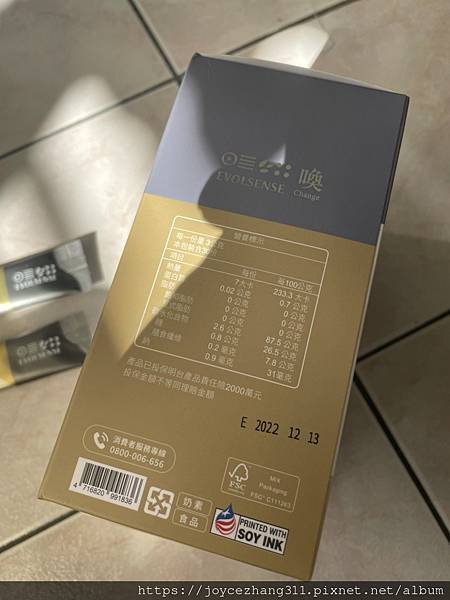 EVOLSENSE 喚
Change
營養標示
每一份量 3公克
本包裝含30份
項目 每份 每100公克
熱量 7大卡 233.3 大卡
蛋白質 0.02 公克 0.7 公克
脂肪 0 公克 0 公克
飽和脂肪 0 公克 0 公克
反式脂肪 0 公克 0 公克
碳水化合物 2.6 公克 87.5 公克
糖 0.8 公克 26.5 公克
膳食纖維 0.2 毫克 7.8 公克
鈉 0.9 毫克 31毫克
產品已投保明台產品責任險2000萬元
投保金額不等同理賠金額
E 2022 12 13
消費者服務專線
0800-006-656
4 716820 991836
奶素
食品
FSC
MIX
Packaging
FSC® C111263
PRINTED WITH
SOY INK
EVOLSENSE
EVOLSENSE
https://joycezhang311.pixnet.net/album